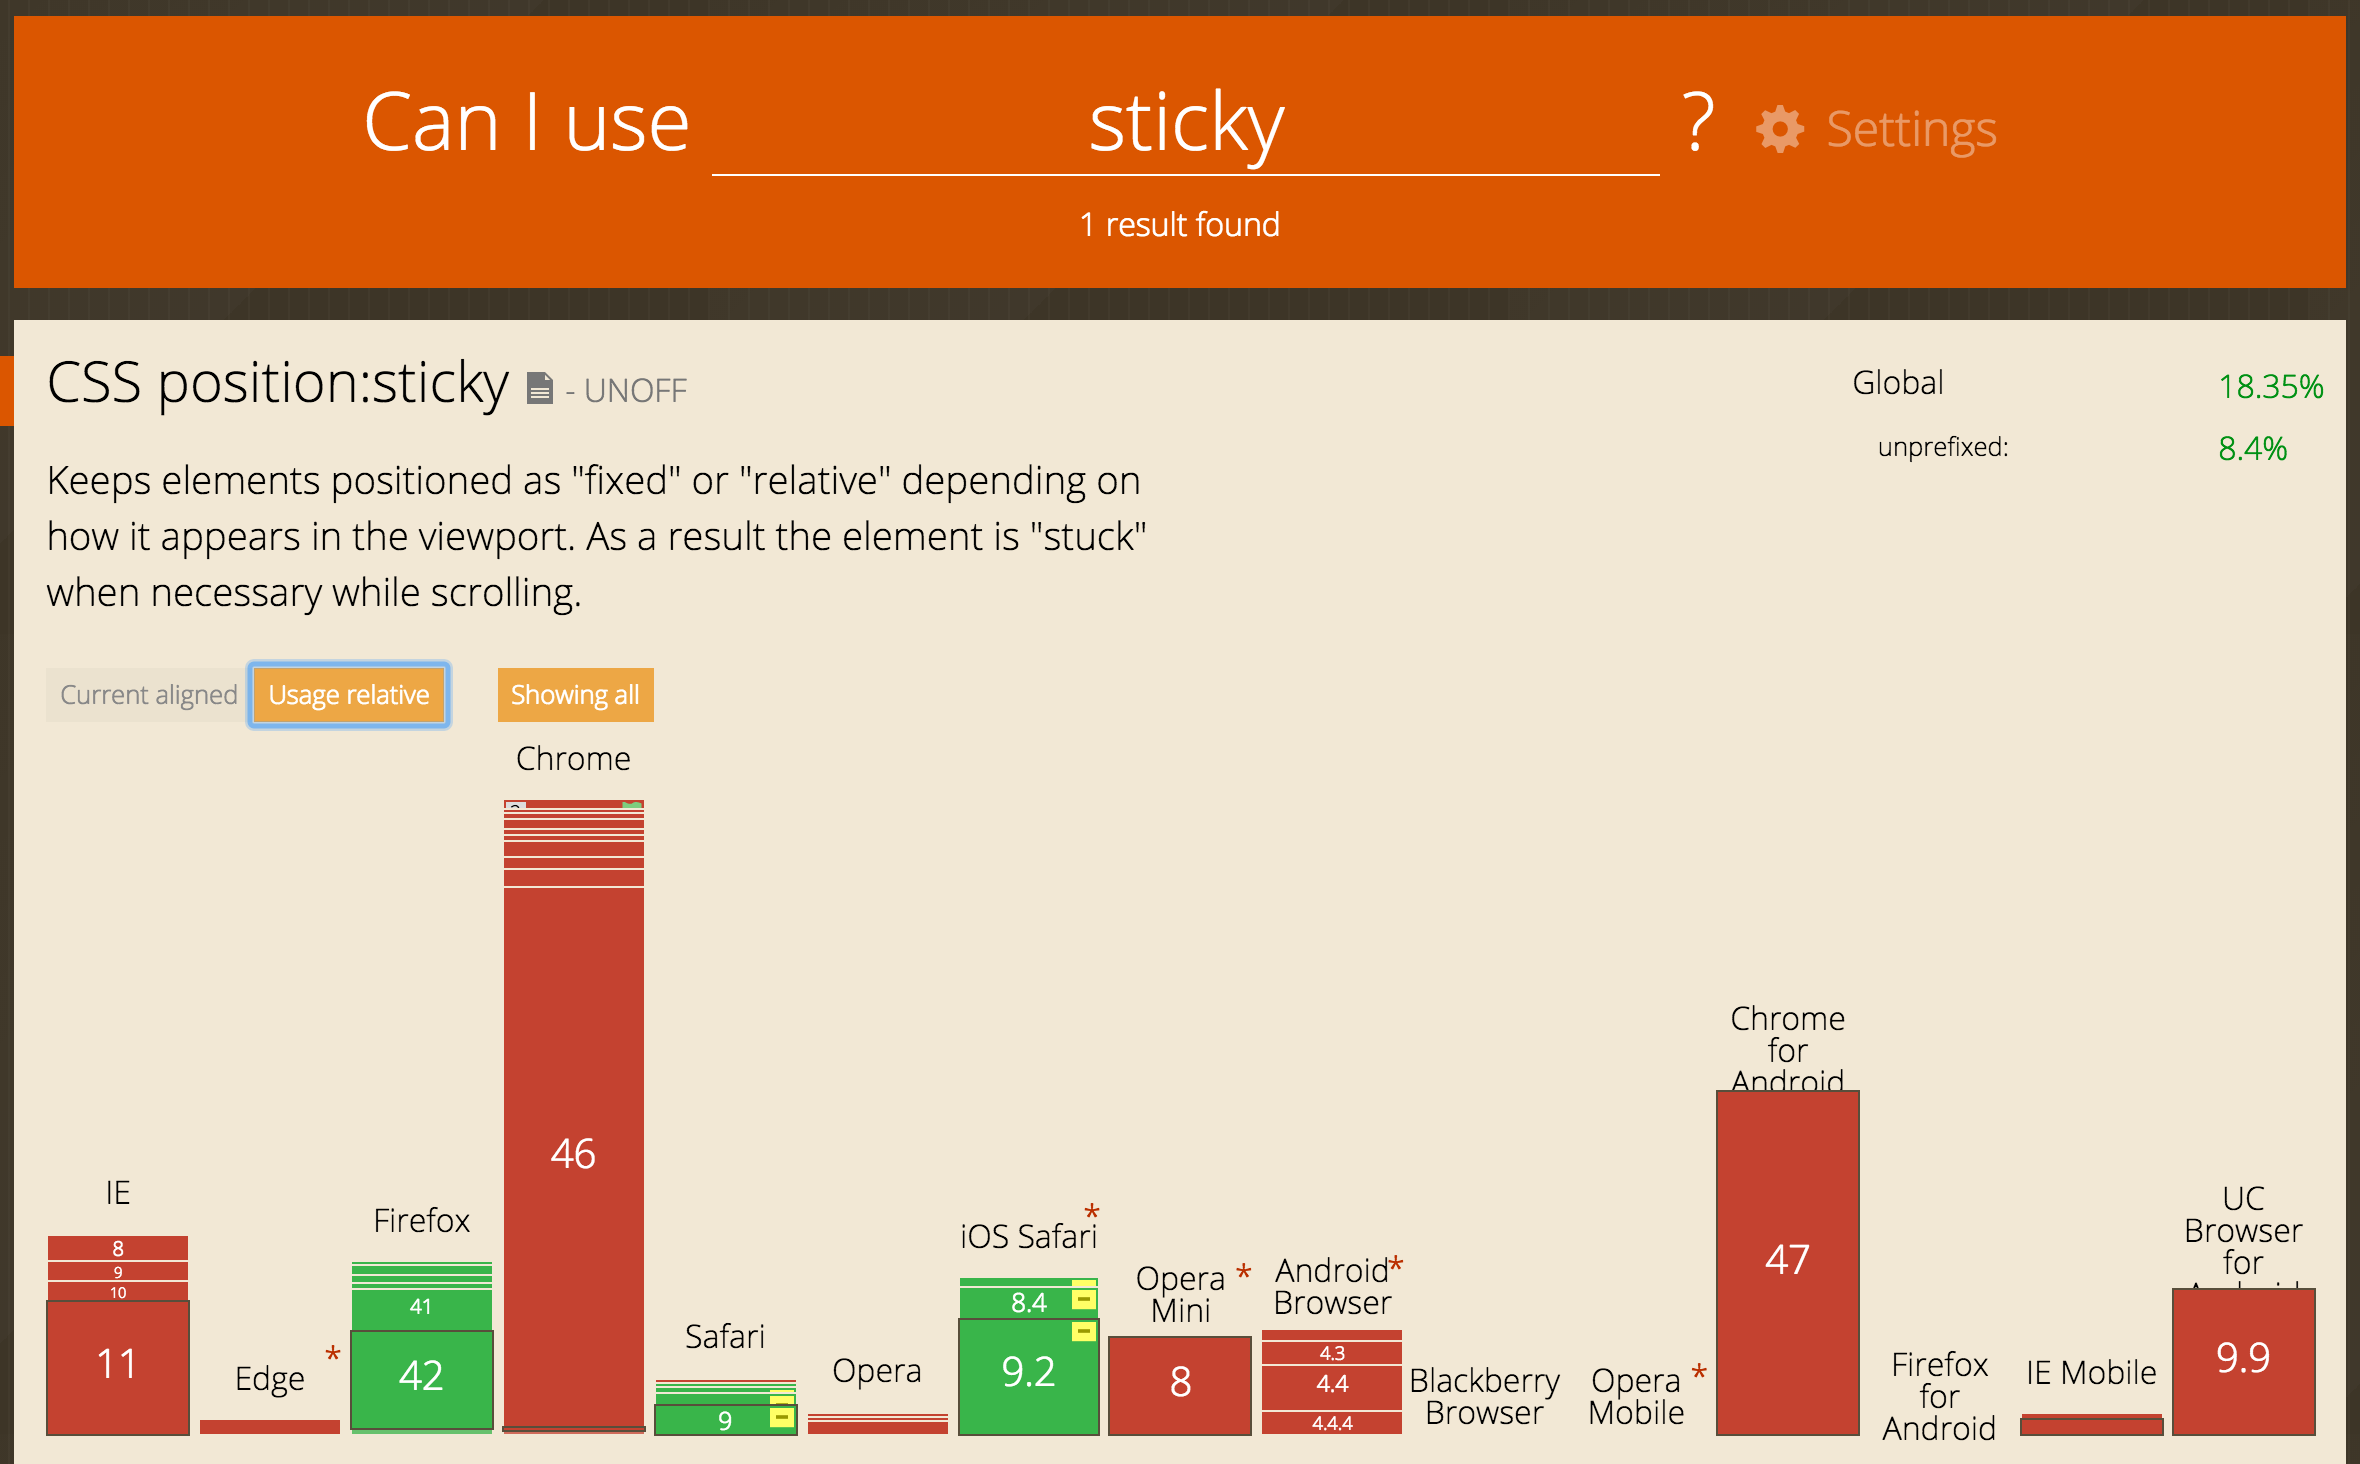 Can I use sticky ? Settings
1 result found
CSS position:sticky - UNOFF
Global 18.35%
unprefixed: 8.4%
Keeps elements positioned as "fixed" or "relative" depending on
how it appears in the viewport. As a result the element is "stuck"
when necessary while scrolling.
Current aligned Usage relative Showing all
IE
8
9
10
11
Edge *
Firefox
41
42
Chrome
46
Safari
9
Opera
iOS Safari *
8.4
9.2
Opera *
Mini
8
Android *
Browser
4.3
4.4
4.4.4
Blackberry
Browser
Opera *
Mobile
Chrome
for
Android
47
Firefox
for
Android
IE Mobile
UC
Browser
for
9.9